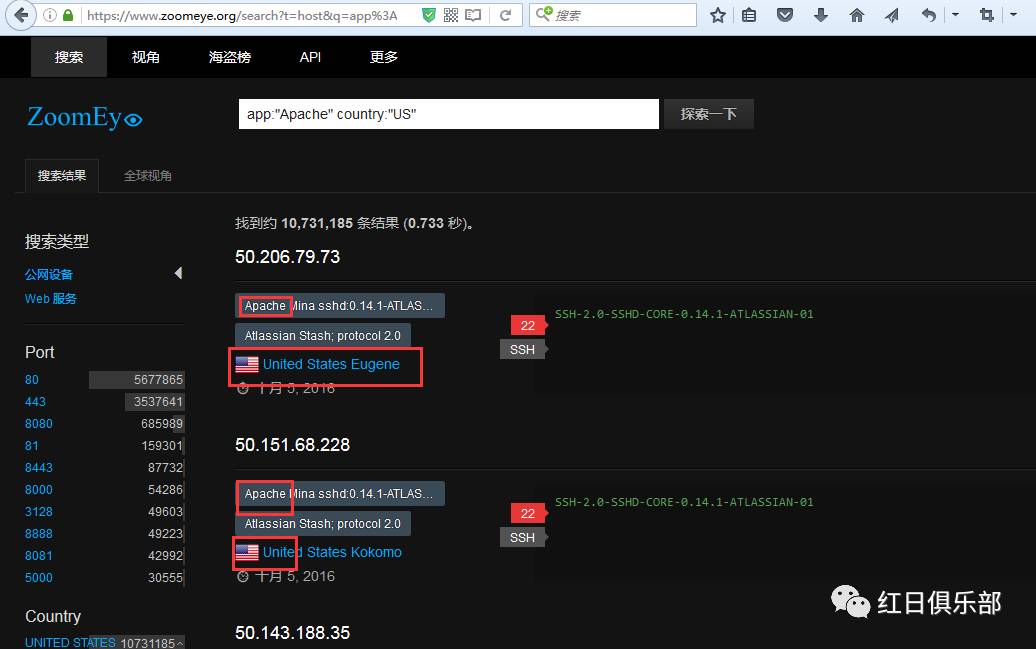 https://www.zoomeye.org/search?t=host&q=app%3A
搜索
搜索 视角 海盗榜 API 更多
ZoomEye
app:"Apache" country:"US"
探索一下
搜索结果 全球视角
找到约 10,731,185 条结果 (0.733 秒)。
搜索类型
公网设备
Web 服务
Port
80 5677865
443 3537641
8080 685989
81 159301
8443 87732
8000 54286
3128 49603
8888 49223
8081 42992
5000 30555
Country
UNITED STATES 10731185
50.206.79.73
Apache Mina sshd:0.14.1-ATLAS...
Atlassian Stash; protocol 2.0
United States Eugene
十月 5, 2016
22
SSH
SSH-2.0-SSHD-CORE-0.14.1-ATLASSIAN-01
50.151.68.228
Apache Mina sshd:0.14.1-ATLAS...
Atlassian Stash; protocol 2.0
United States Kokomo
十月 5, 2016
22
SSH
SSH-2.0-SSHD-CORE-0.14.1-ATLASSIAN-01
50.143.188.35
红日俱乐部